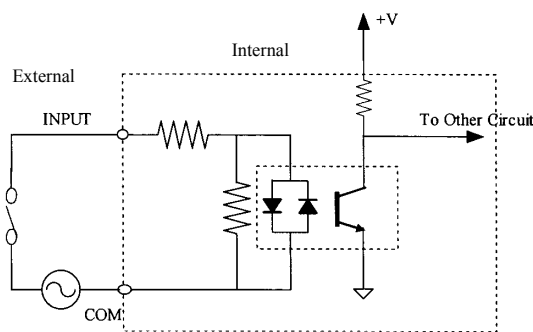 +V
Internal
External
INPUT
To Other Circuit
COM